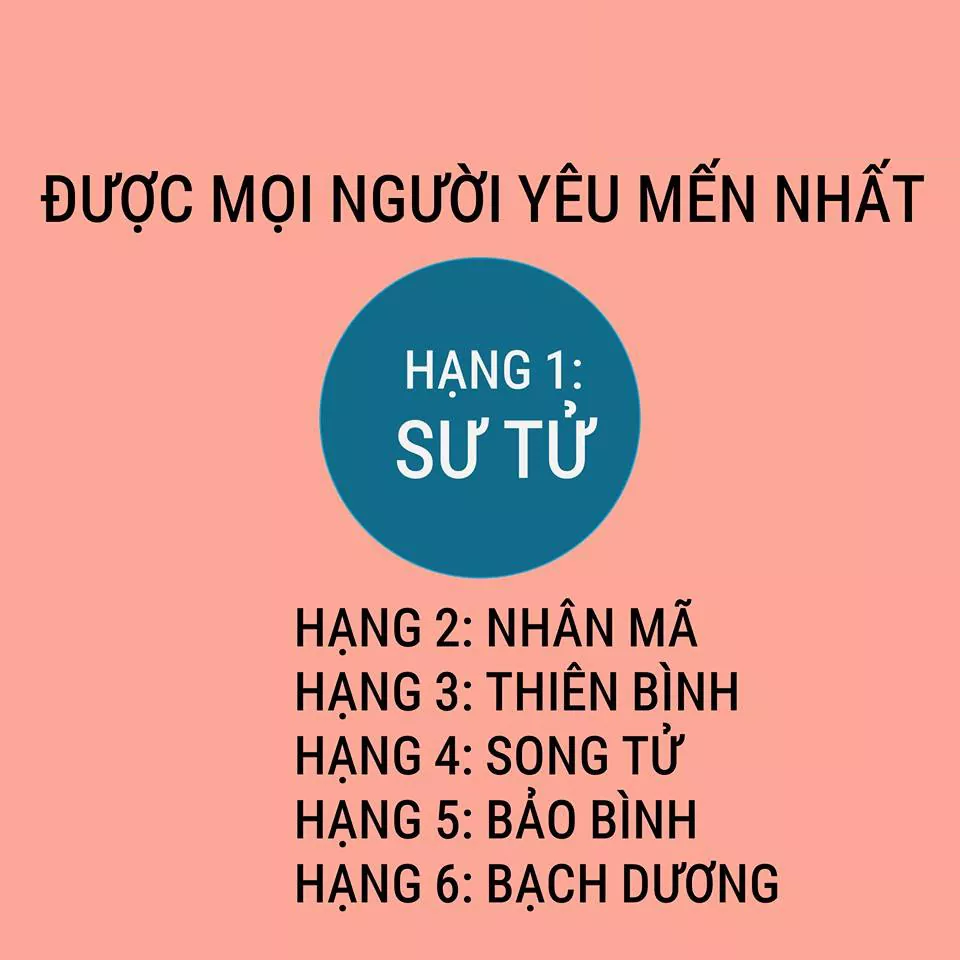 ĐƯỢC MỌI NGƯỜI YÊU MẾN NHẤT
HẠNG 1:
SƯ TỬ
HẠNG 2: NHÂN MÃ
HẠNG 3: THIÊN BÌNH
HẠNG 4: SONG TỬ
HẠNG 5: BẢO BÌNH
HẠNG 6: BẠCH DƯƠNG